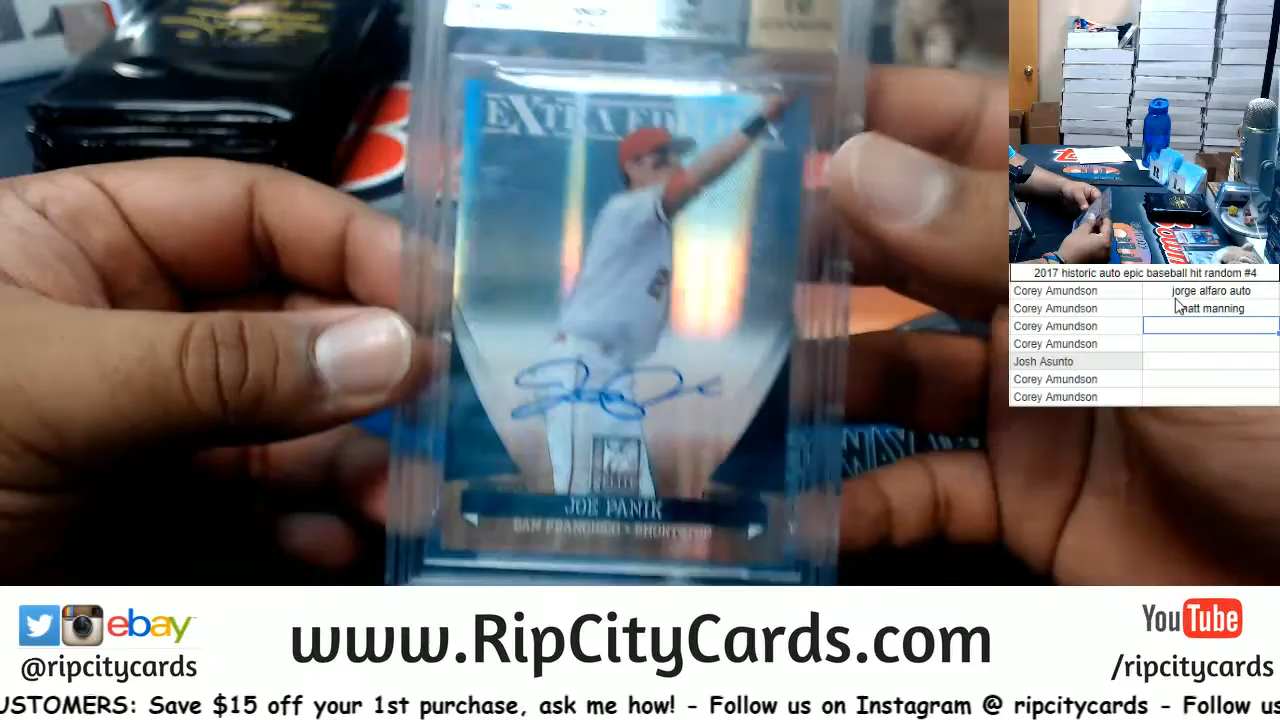 EXTRA EDITION
ELITE
JOE PANIK
SAN FRANCISCO • SHORTSTOP
10
R
L
2017 historic auto epic baseball hit random #4
Corey Amundson jorge alfaro auto
Corey Amundson matt manning
Corey Amundson
Corey Amundson
Josh Asunto
Corey Amundson
Corey Amundson
ebay
@ripcitycards
www.RipCityCards.com
YouTube
/ripcitycards
CUSTOMERS: Save $15 off your 1st purchase, ask me how! - Follow us on Instagram @ ripcitycards - Follow us